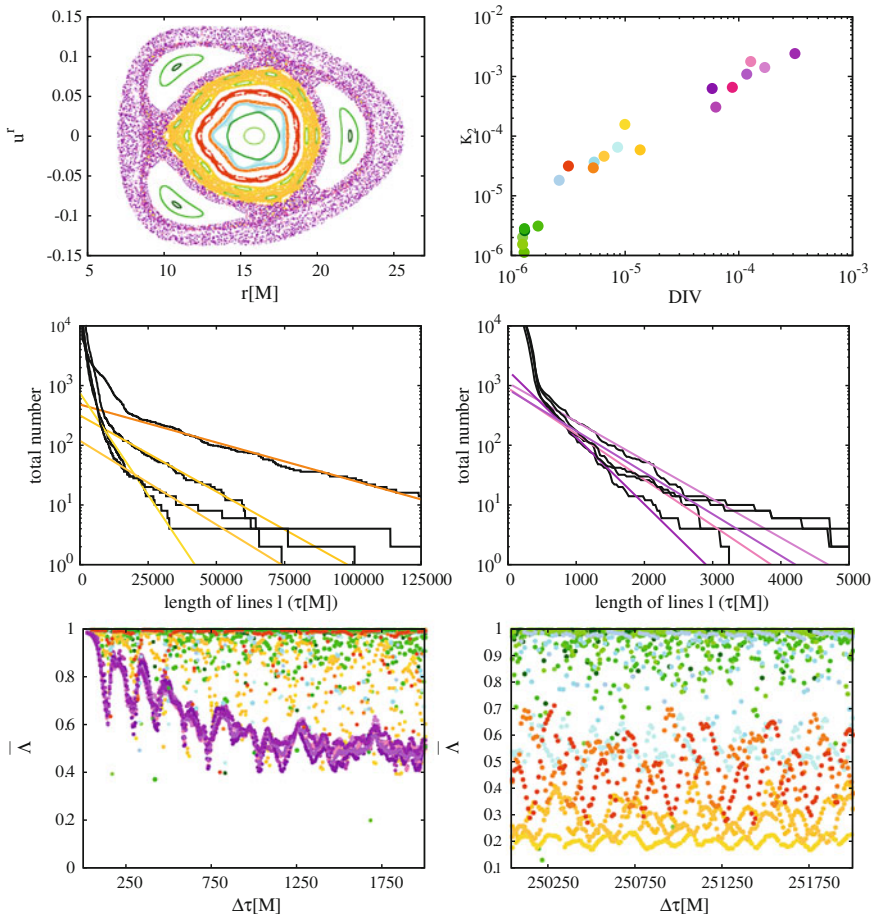 0.15
0.1
0.05
0
-0.05
-0.1
-0.15
u^r
5 10 15 20 25
r[M]
10^-2
10^-3
10^-4
10^-5
10^-6
K_2
10^-6 10^-5 10^-4 10^-3
DIV
10^4
10^3
10^2
10^1
10^0
total number
0 25000 50000 75000 100000 125000
length of lines l (τ[M])
10^4
10^3
10^2
10^1
10^0
total number
0 1000 2000 3000 4000 5000
length of lines l (τ[M])
1
0.8
0.6
0.4
0.2
0
Λ̅
250 750 1250 1750
Δτ[M]
1
0.9
0.8
0.7
0.6
0.5
0.4
0.3
0.2
0.1
Λ̅
250250 250750 251250 251750
Δτ[M]